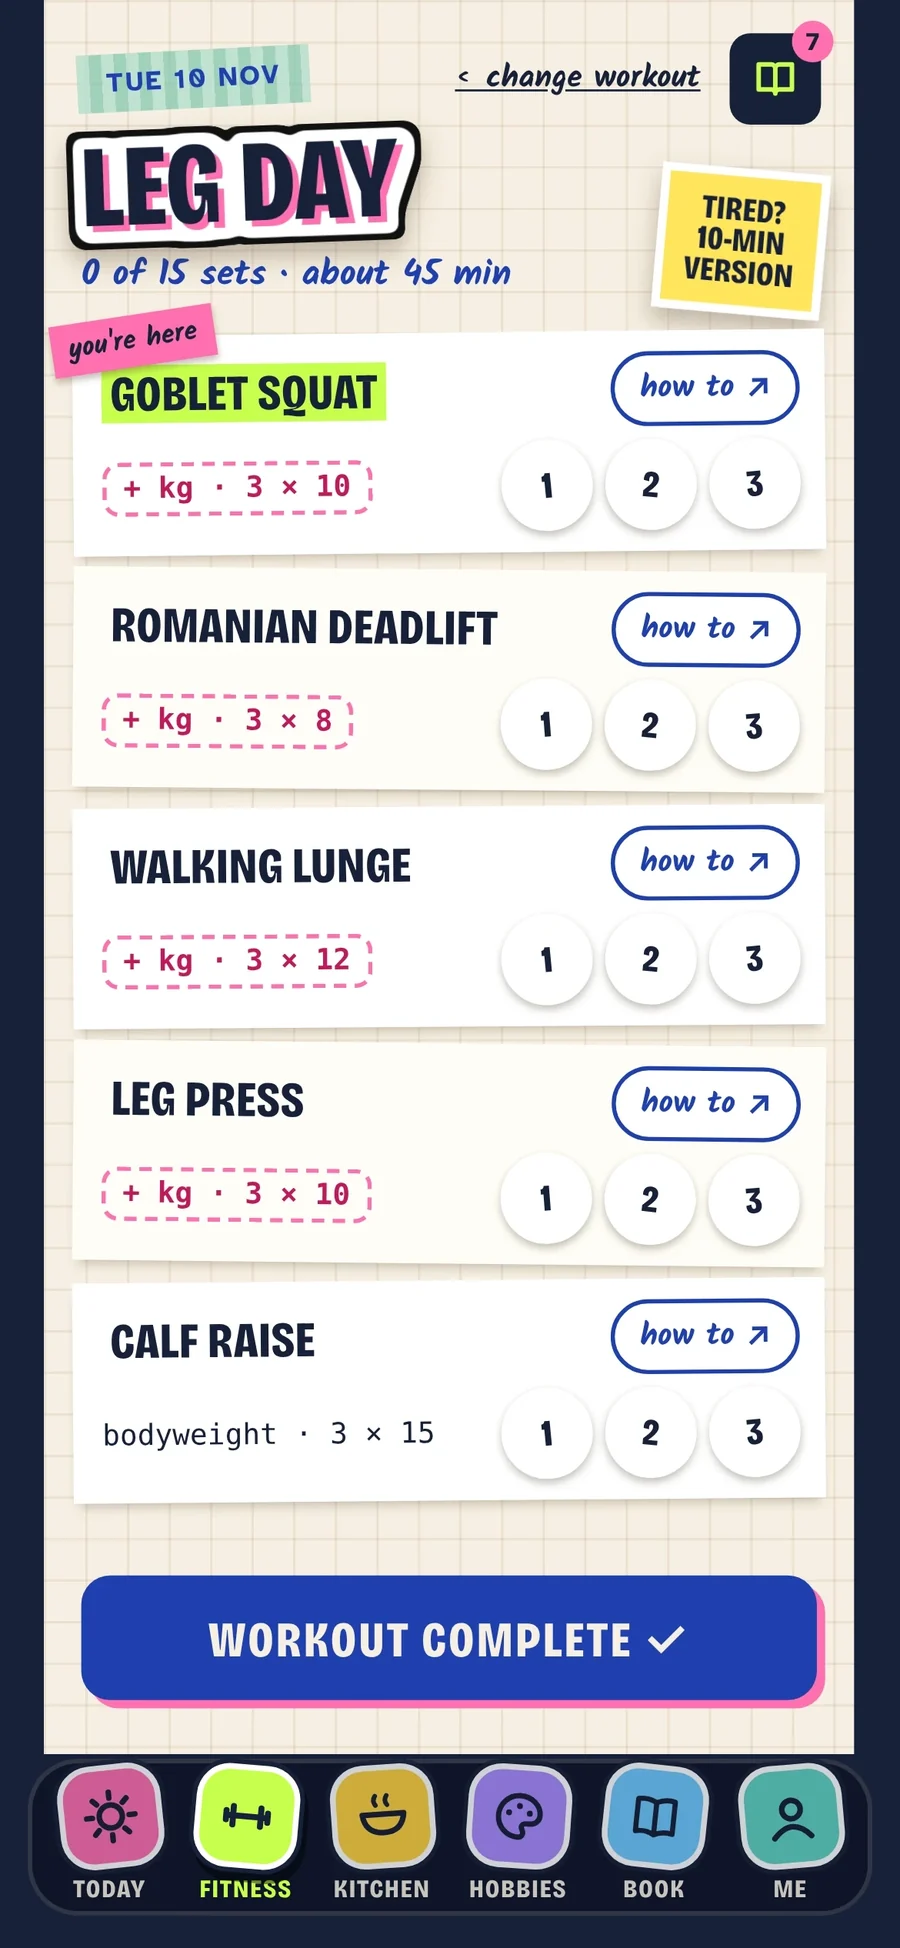 TUE 10 NOV
‹ change workout
7
LEG DAY
0 of 15 sets · about 45 min
TIRED?
10-MIN
VERSION
you're here
GOBLET SQUAT
how to ↗
+ kg · 3 × 10
1 2 3
ROMANIAN DEADLIFT
how to ↗
+ kg · 3 × 8
1 2 3
WALKING LUNGE
how to ↗
+ kg · 3 × 12
1 2 3
LEG PRESS
how to ↗
+ kg · 3 × 10
1 2 3
CALF RAISE
how to ↗
bodyweight · 3 × 15
1 2 3
WORKOUT COMPLETE ✓
TODAY FITNESS KITCHEN HOBBIES BOOK ME